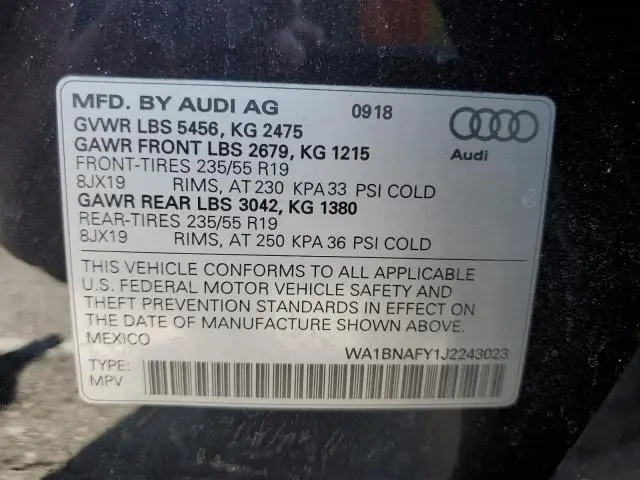 MFD. BY AUDI AG 0918
GVWR LBS 5456, KG 2475
GAWR FRONT LBS 2679, KG 1215
FRONT-TIRES 235/55 R19
8JX19 RIMS, AT 230 KPA 33 PSI COLD
GAWR REAR LBS 3042, KG 1380
REAR-TIRES 235/55 R19
8JX19 RIMS, AT 250 KPA 36 PSI COLD
Audi
THIS VEHICLE CONFORMS TO ALL APPLICABLE
U.S. FEDERAL MOTOR VEHICLE SAFETY AND
THEFT PREVENTION STANDARDS IN EFFECT ON
THE DATE OF MANUFACTURE SHOWN ABOVE.
MEXICO
WA1BNAFY1J2243023
TYPE:
MPV